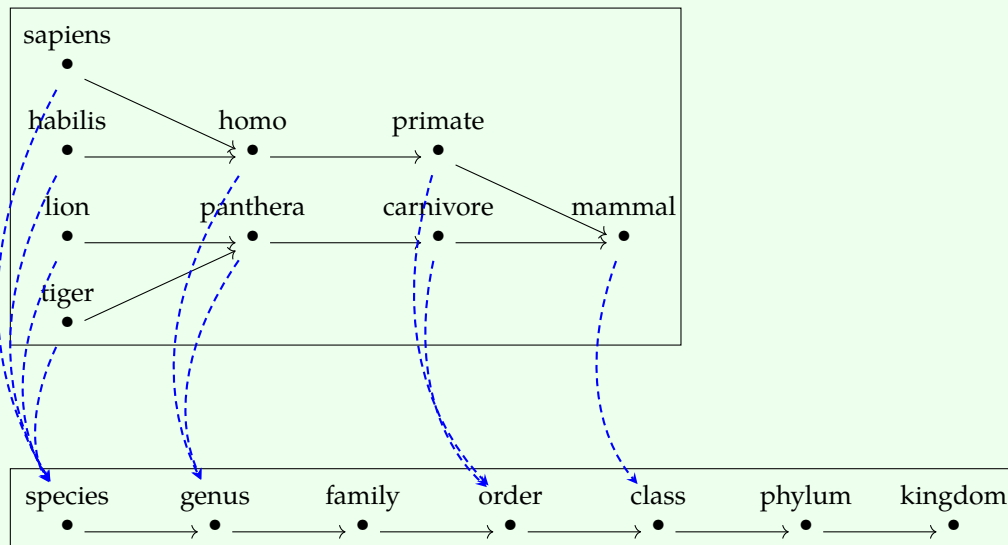 sapiens
habilis homo primate
lion panthera carnivore mammal
tiger
species genus family order class phylum kingdom